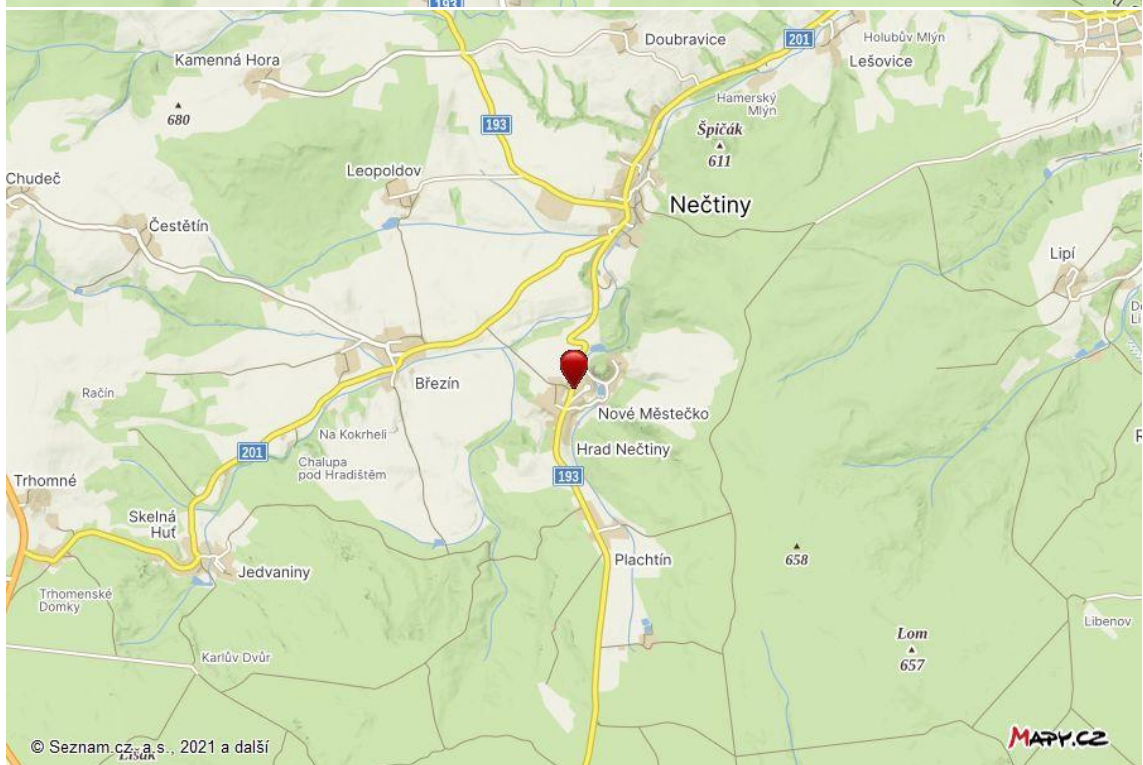 193
Kamenná Hora
680
Doubravice
201
Holubův Mlýn
Lešovice
Hamerský
Mlýn
193
Špičák
611
Chudeč
Leopoldov
Nečtiny
Čestětín
Lipí
Račín
Březín
Nové Městečko
Na Kokrheli
201
Chalupa
pod Hradištěm
Hrad Nečtiny
193
Trhomné
Skelná
Huť
Jedvaniny
Plachtín
658
Trhomenské
Domky
Libenov
Lom
657
Karlův Dvůr
© Seznam.cz, a.s., 2021 a další
Lišák
MAPY.CZ